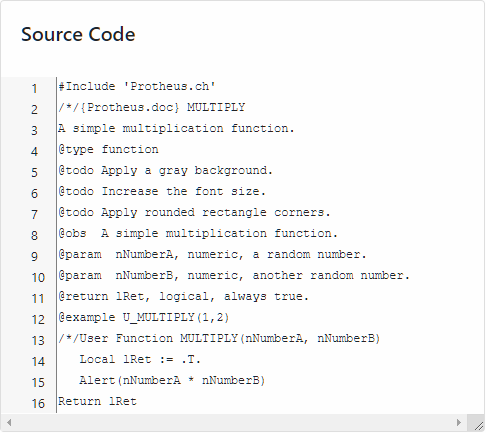 Source Code
1 #Include 'Protheus.ch'
2 /*/{Protheus.doc} MULTIPLY
3 A simple multiplication function.
4 @type function
5 @todo Apply a gray background.
6 @todo Increase the font size.
7 @todo Apply rounded rectangle corners.
8 @obs  A simple multiplication function.
9 @param  nNumberA, numeric, a random number.
10 @param  nNumberB, numeric, another random number.
11 @return lRet, logical, always true.
12 @example U_MULTIPLY(1,2)
13 /*/User Function MULTIPLY(nNumberA, nNumberB)
14    Local lRet := .T.
15    Alert(nNumberA * nNumberB)
16 Return lRet